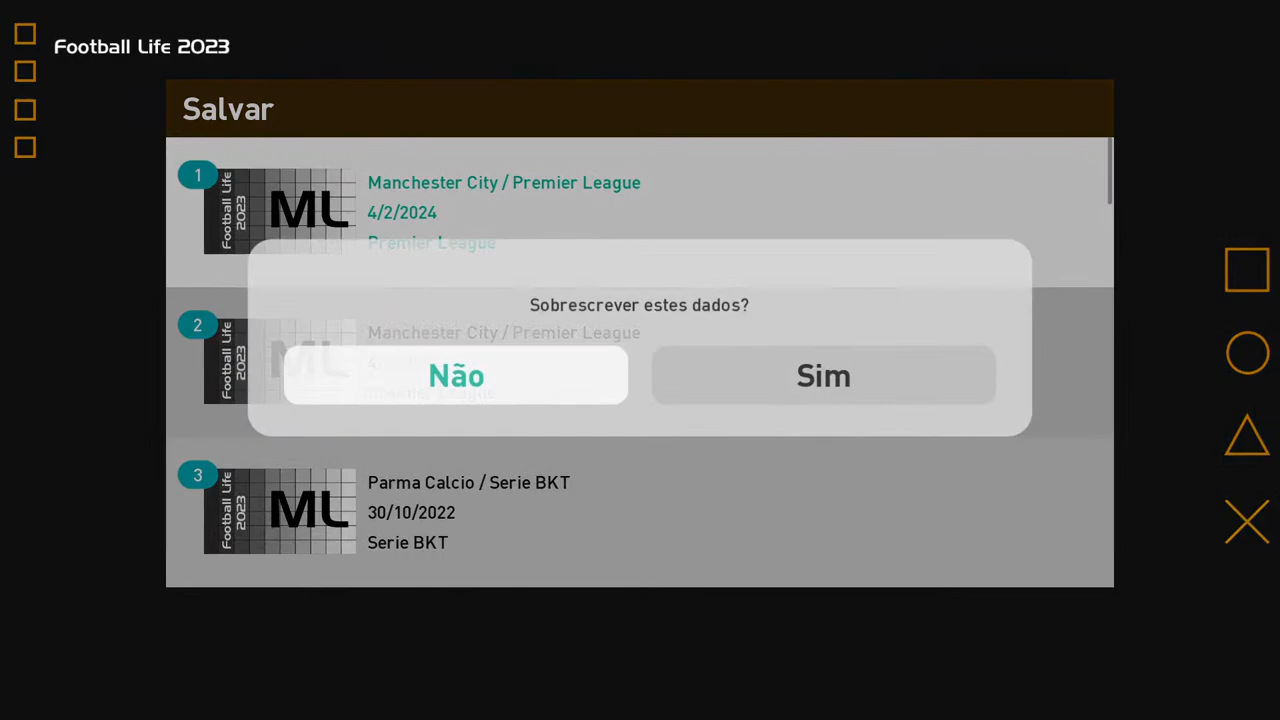 Football Life 2023
Salvar
1
Football Life
2023
ML
Manchester City / Premier League
4/2/2024
Premier League
Sobrescrever estes dados?
2
Football Life
2023
ML
Manchester City / Premier League
Não
Sim
3
Football Life
2023
ML
Parma Calcio / Serie BKT
30/10/2022
Serie BKT